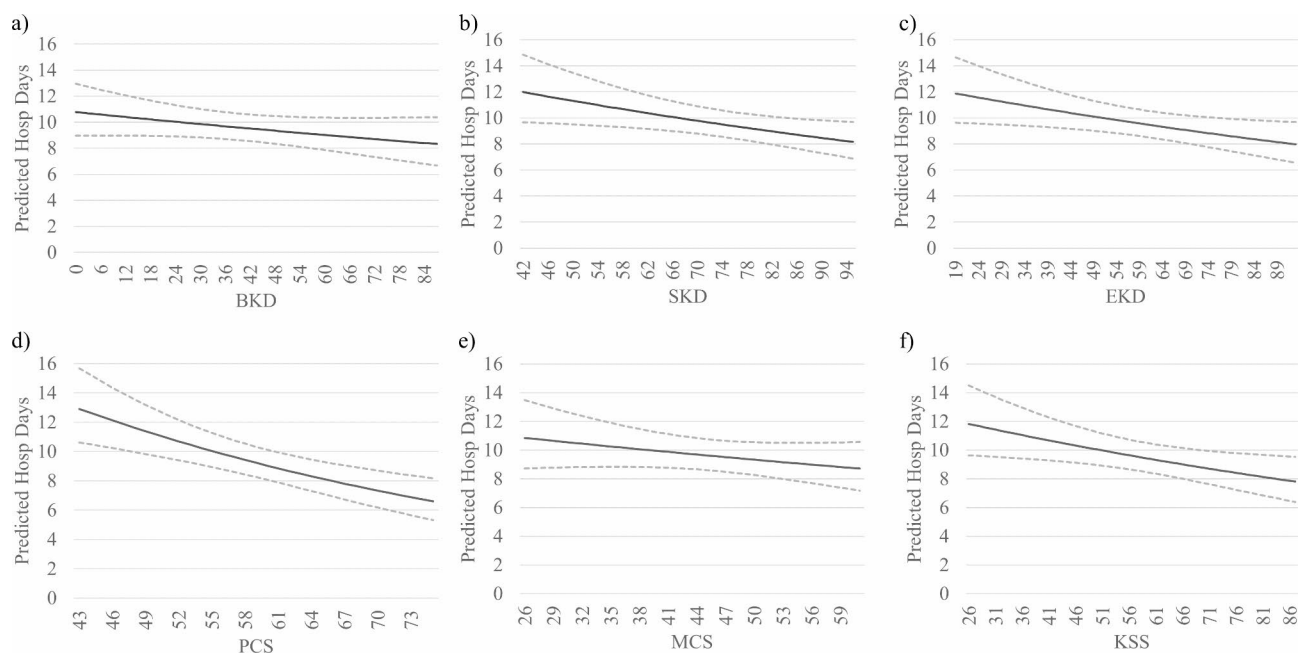 a)
Predicted Hosp Days
16
14
12
10
8
6
4
2
0
0 6 12 18 24 30 36 42 48 54 60 66 72 78 84
BKD
b)
Predicted Hosp Days
16
14
12
10
8
6
4
2
0
42 46 50 54 58 62 66 70 74 78 82 86 90 94
SKD
c)
Predicted Hosp Days
16
14
12
10
8
6
4
2
0
19 24 29 34 39 44 49 54 59 64 69 74 79 84 89
EKD
d)
Predicted Hosp Days
16
14
12
10
8
6
4
2
0
43 46 49 52 55 58 61 64 67 70 73
PCS
e)
Predicted Hosp Days
16
14
12
10
8
6
4
2
0
26 29 32 35 38 41 44 47 50 53 56 59
MCS
f)
Predicted Hosp Days
16
14
12
10
8
6
4
2
0
26 31 36 41 46 51 56 61 66 71 76 81 86
KSS